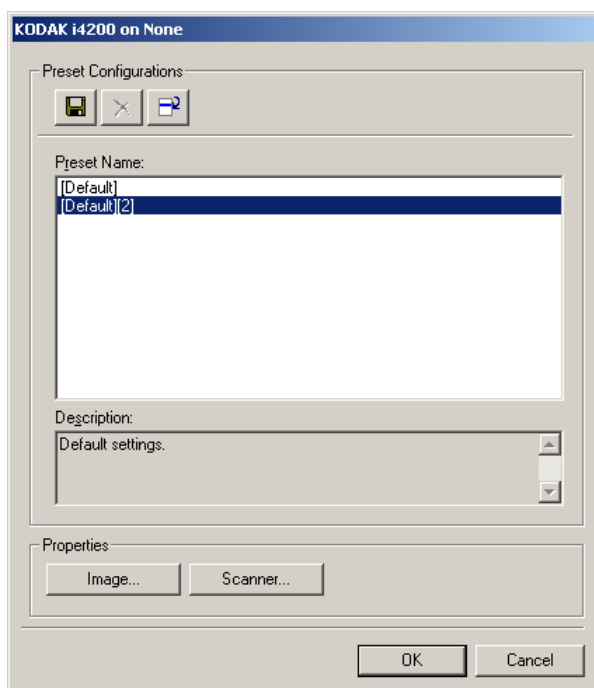 KODAK i4200 on None
Preset Configurations
Preset Name:
[Default]
[Default][2]
Description:
Default settings.
Properties
Image...
Scanner...
OK
Cancel